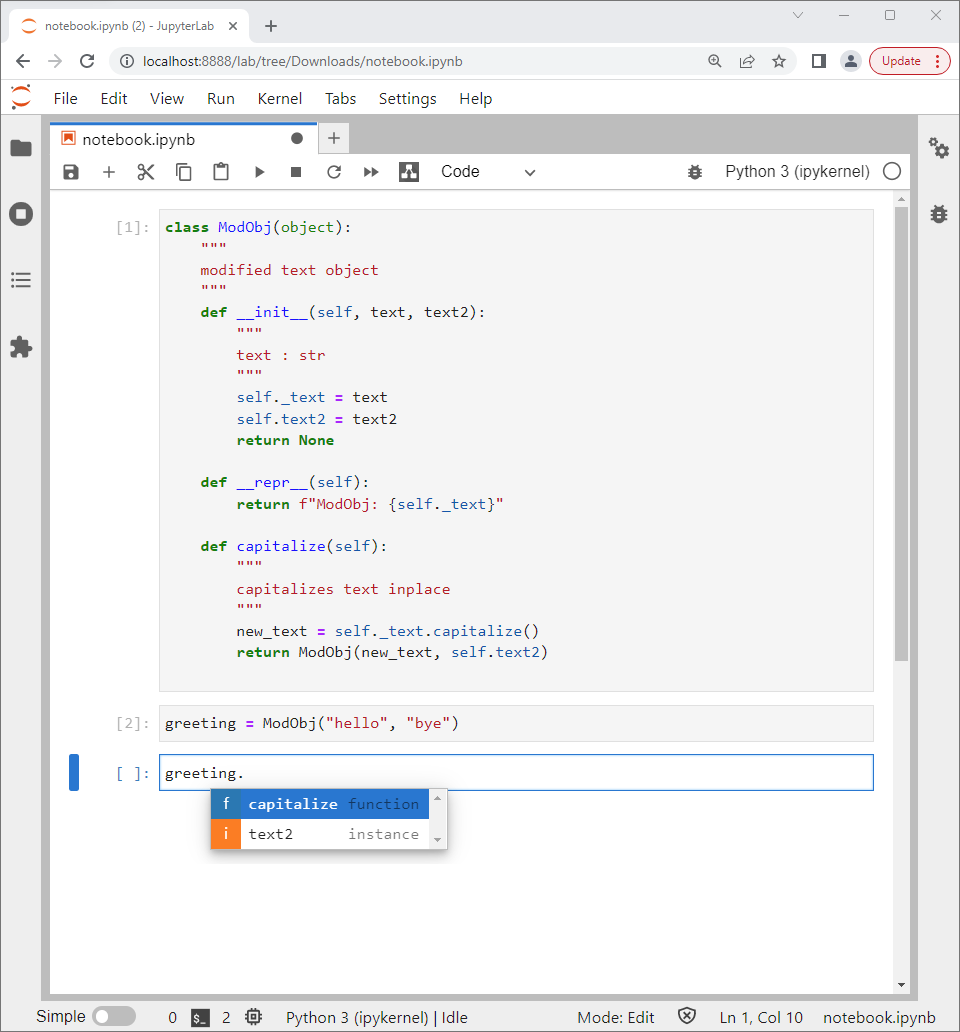 notebook.ipynb (2) - JupyterLab
localhost:8888/lab/tree/Downloads/notebook.ipynb
Update
File Edit View Run Kernel Tabs Settings Help
notebook.ipynb
Code
Python 3 (ipykernel)
[1]:
class ModObj(object):
    """
    modified text object
    """
    def __init__(self, text, text2):
        """
        text : str
        """
        self._text = text
        self.text2 = text2
        return None
    def __repr__(self):
        return f"ModObj: {self._text}"
    def capitalize(self):
        """
        capitalizes text inplace
        """
        new_text = self._text.capitalize()
        return ModObj(new_text, self.text2)
[2]: greeting = ModObj("hello", "bye")
[ ]: greeting.
f capitalize function
i text2 instance
Simple 0 $_ 2 Python 3 (ipykernel) | Idle Mode: Edit Ln 1, Col 10 notebook.ipynb